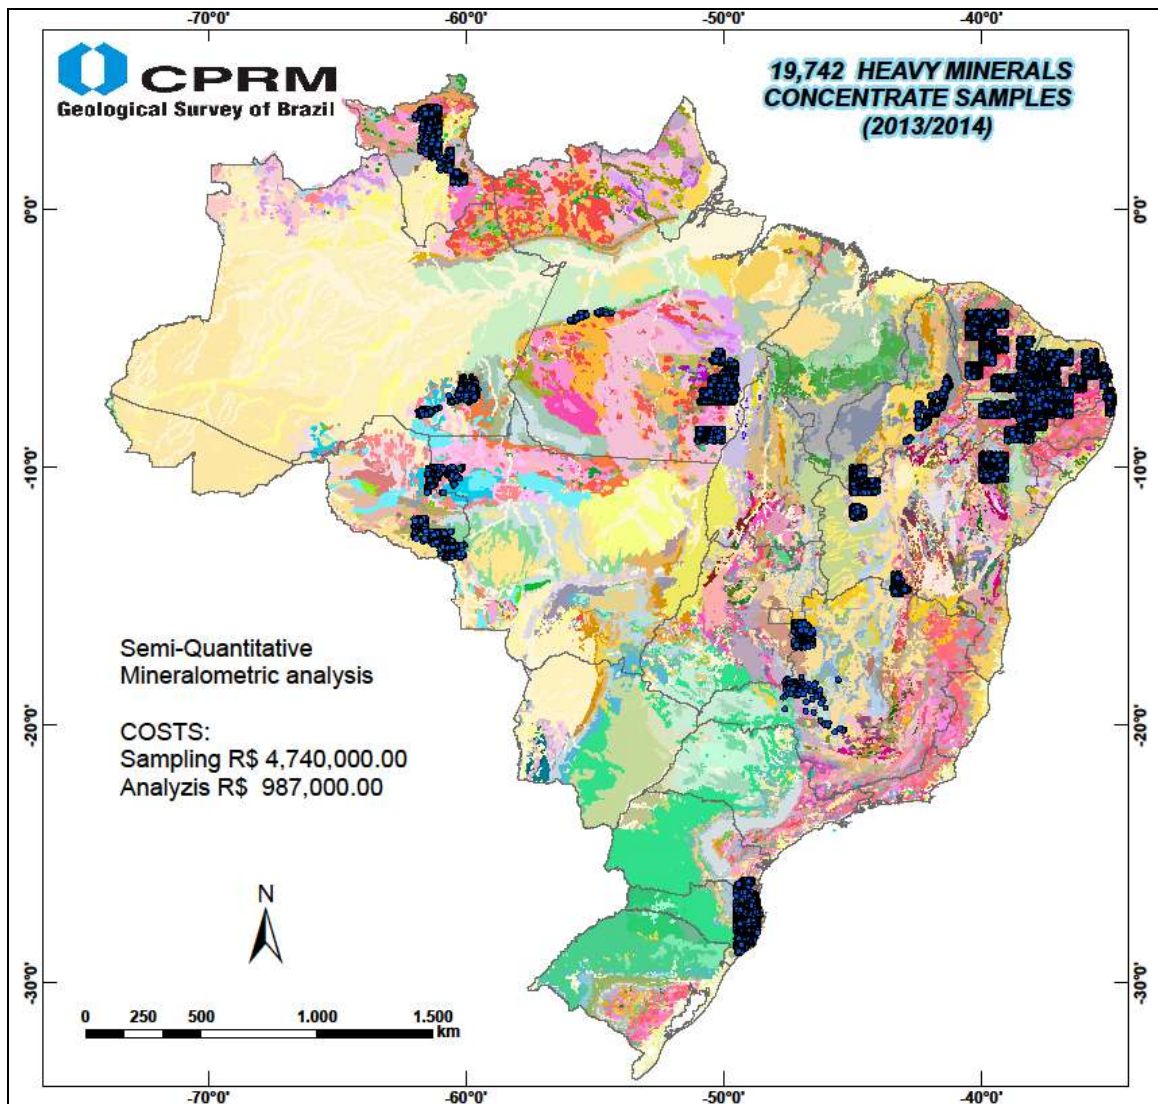 -70°0' -60°0' -50°0' -40°0'
CPRM
Geological Survey of Brazil
19,742 HEAVY MINERALS
CONCENTRATE SAMPLES
(2013/2014)
0°0' 0°0'
-10°0' -10°0'
Semi-Quantitative
Mineralometric analysis
COSTS:
Sampling R$ 4,740,000.00
Analyzis R$ 987,000.00
-20°0' -20°0'
N
-30°0' -30°0'
0 250 500 1.000 1.500
km
-70°0' -60°0' -50°0' -40°0'